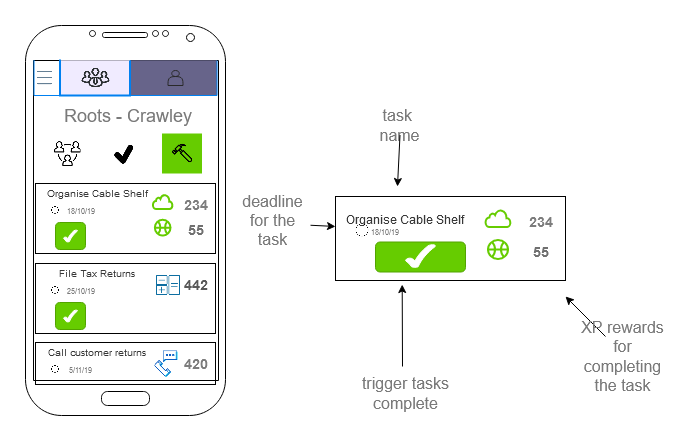 Roots - Crawley
Organise Cable Shelf
18/10/19
234
55
File Tax Returns
25/10/19
442
Call customer returns
5/11/19
420
task
name
deadline
for the
task
Organise Cable Shelf
18/10/19
234
55
trigger tasks
complete
XP rewards
for
completing
the task